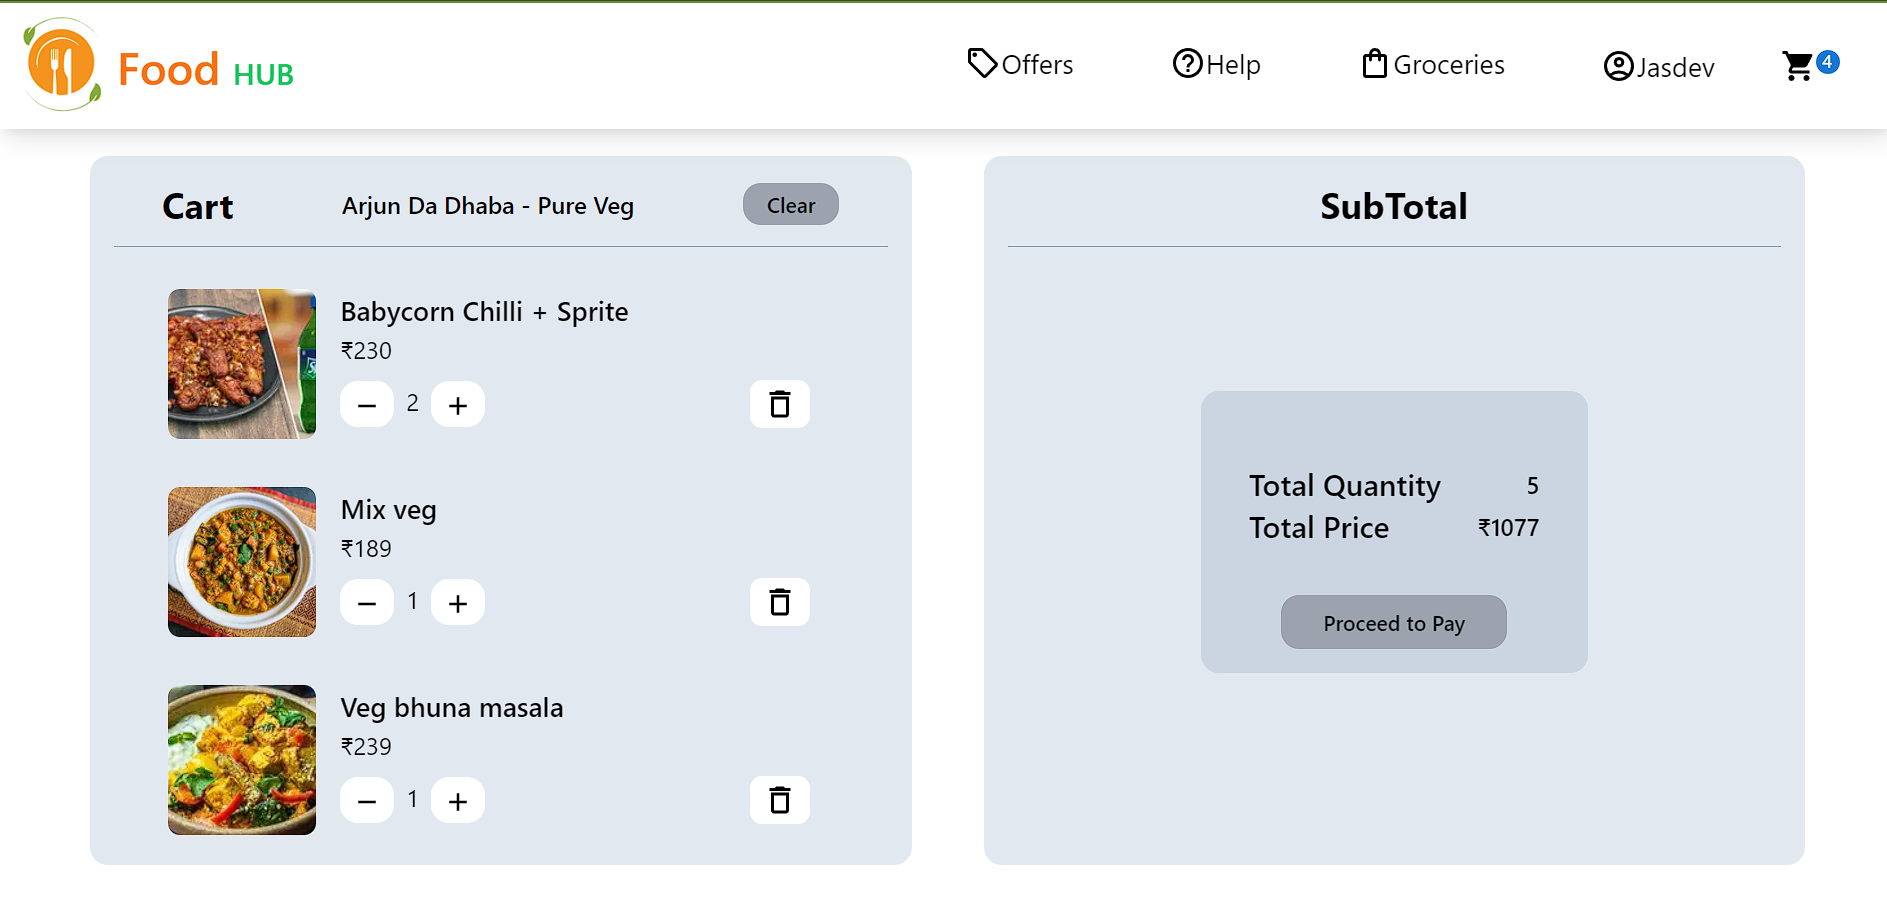 Food HUB
Offers
Help
Groceries
Jasdev
4
Cart
Arjun Da Dhaba - Pure Veg
Clear
Babycorn Chilli + Sprite
₹230
− 2 +
Mix veg
₹189
− 1 +
Veg bhuna masala
₹239
− 1 +
SubTotal
Total Quantity 5
Total Price ₹1077
Proceed to Pay